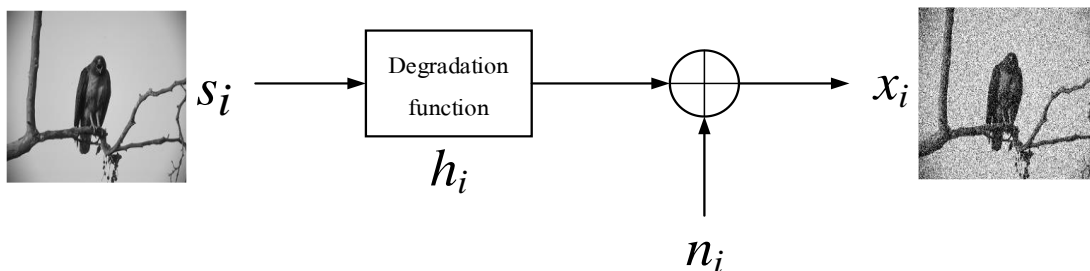 s_i
Degradation
function
h_i
n_i
x_i